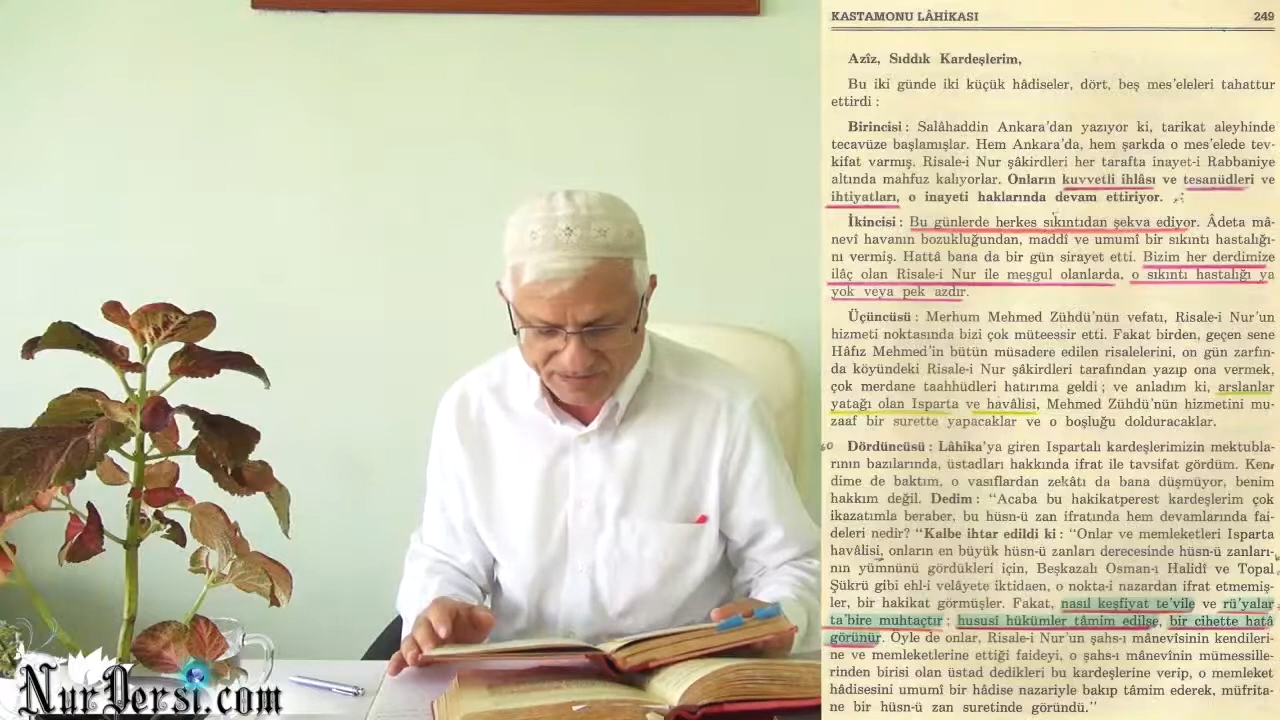 KASTAMONU LÂHİKASI 249
Azîz, Sıddık Kardeşlerim,
Bu iki günde iki küçük hâdiseler, dört, beş mes'eleleri tahattur
ettirdi :
Birincisi : Salâhaddin Ankara'dan yazıyor ki, tarikat aleyhinde
tecavüze başlamışlar. Hem Ankara'da, hem şarkda o mes'elede tev-
kifat varmış. Risale-i Nur şâkirdleri her tarafta inayet-i Rabbaniye
altında mahfuz kalıyorlar. Onların kuvvetli ihlâsı ve tesanüdleri ve
ihtiyatları, o inayeti haklarında devam ettiriyor.
İkincisi : Bu günlerde herkes sıkıntıdan şekva ediyor. Âdeta mâ-
nevî havanın bozukluğundan, maddî ve umumî bir sıkıntı hastalığı-
nı vermiş. Hattâ bana da bir gün sirayet etti. Bizim her derdimize
ilâç olan Risale-i Nur ile meşgul olanlarda, o sıkıntı hastalığı ya
yok veya pek azdır.
Üçüncüsü : Merhum Mehmed Zühdü'nün vefatı, Risale-i Nur'un
hizmeti noktasında bizi çok müteessir etti. Fakat birden, geçen sene
Hâfız Mehmed'in bütün müsadere edilen risalelerini, on gün zarfın-
da köyündeki Risale-i Nur şâkirdleri tarafından yazıp ona vermek,
çok merdane taahhüdleri hatırıma geldi ; ve anladım ki, arslanlar
yatağı olan Isparta ve havâlisi, Mehmed Zühdü'nün hizmetini mu-
zaaf bir surette yapacaklar ve o boşluğu dolduracaklar.
Dördüncüsü : Lâhika'ya giren Ispartalı kardeşlerimizin mektubla-
rının bazılarında, üstadları hakkında ifrat ile tavsifat gördüm. Ken-
dime de baktım, o vasıflardan zekâtı da bana düşmüyor, benim
hakkım değil. Dedim : "Acaba bu hakikatperest kardeşlerim çok
ikazatımla beraber, bu hüsn-ü zan ifratında hem devamlarında fai-
deleri nedir? "Kalbe ihtar edildi ki : "Onlar ve memleketleri Isparta
havâlisi, onların en büyük hüsn-ü zanları derecesinde hüsn-ü zanları-
nın yümnünü gördükleri için, Beşkazalı Osman-ı Halidî ve Topal
Şükrü gibi ehl-i velâyete iktidaen, o nokta-i nazardan ifrat etmemiş-
ler, bir hakikat görmüşler. Fakat, nasıl keşfiyat te'vile ve rü'yalar
ta'bire muhtaçtır ; hususî hükümler tâmim edilse, bir cihette hatâ
görünür. Öyle de onlar, Risale-i Nur'un şahs-ı mânevîsinin kendileri-
ne ve memleketlerine ettiği faideyi, o şahs-ı mânevînin mümessille-
rinden birisi olan üstad dedikleri bu kardeşlerine verip, o memleket
hâdisesini umumî bir hâdise nazariyle bakıp tâmim ederek, müfrita-
ne bir hüsn-ü zan suretinde göründü."
NurDersi.com